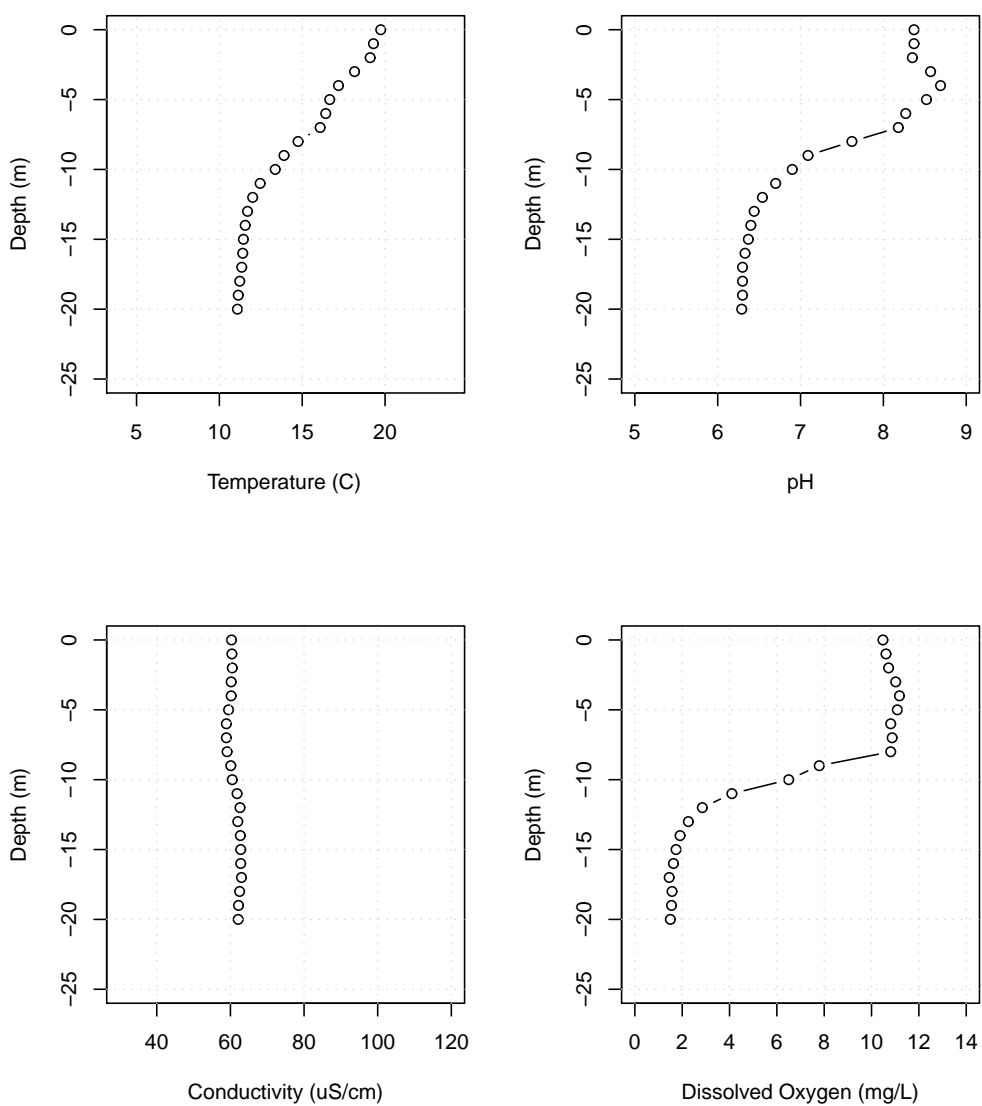 0
−5
−10
−15
−20
−25
Depth (m)
5 10 15 20
Temperature (C)
0
−5
−10
−15
−20
−25
Depth (m)
5 6 7 8 9
pH
0
−5
−10
−15
−20
−25
Depth (m)
40 60 80 100 120
Conductivity (uS/cm)
0
−5
−10
−15
−20
−25
Depth (m)
0 2 4 6 8 10 12 14
Dissolved Oxygen (mg/L)